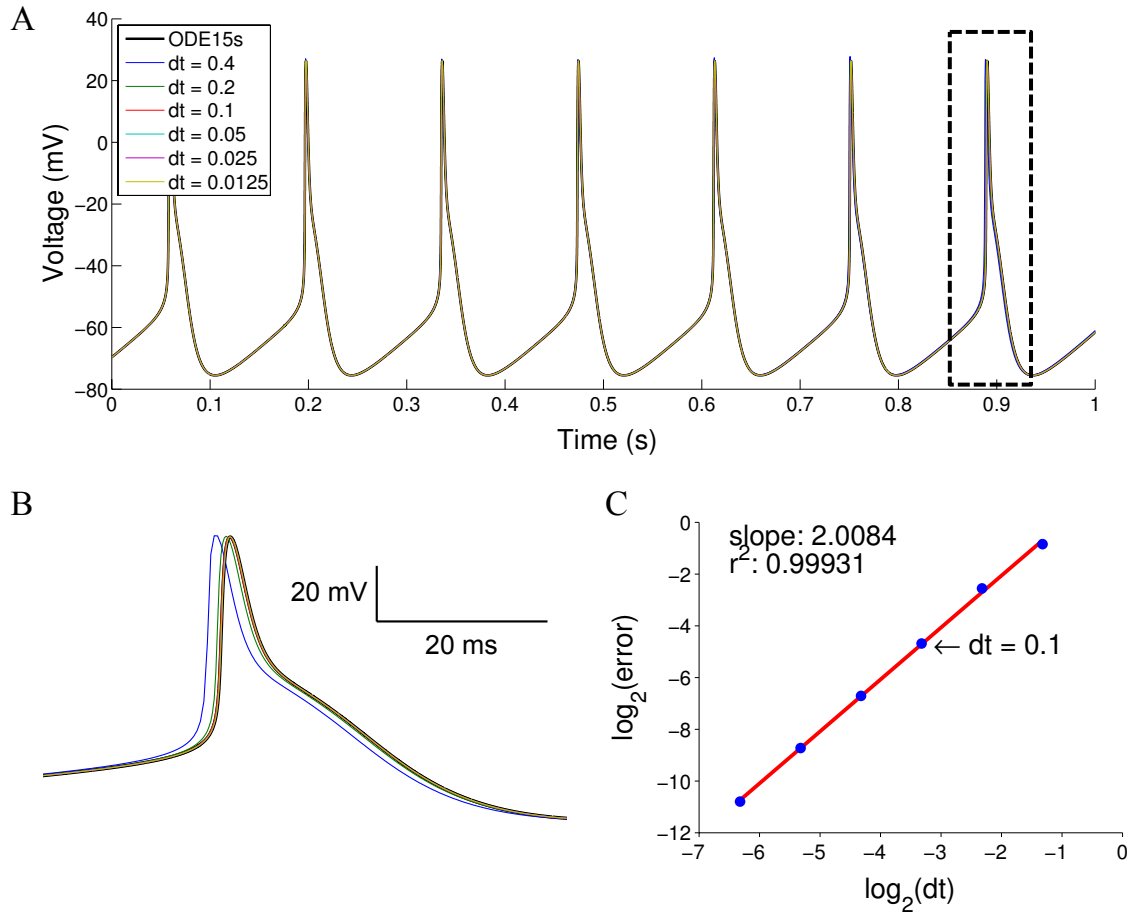 A
40
20
0
−20
−40
−60
−80
Voltage (mV)
ODE15s
dt = 0.4
dt = 0.2
dt = 0.1
dt = 0.05
dt = 0.025
dt = 0.0125
0 0.1 0.2 0.3 0.4 0.5 0.6 0.7 0.8 0.9 1
Time (s)
B
20 mV
20 ms
C
0
−2
−4
−6
−8
−10
−12
log2(error)
slope: 2.0084
r2: 0.99931
← dt = 0.1
−7 −6 −5 −4 −3 −2 −1 0
log2(dt)